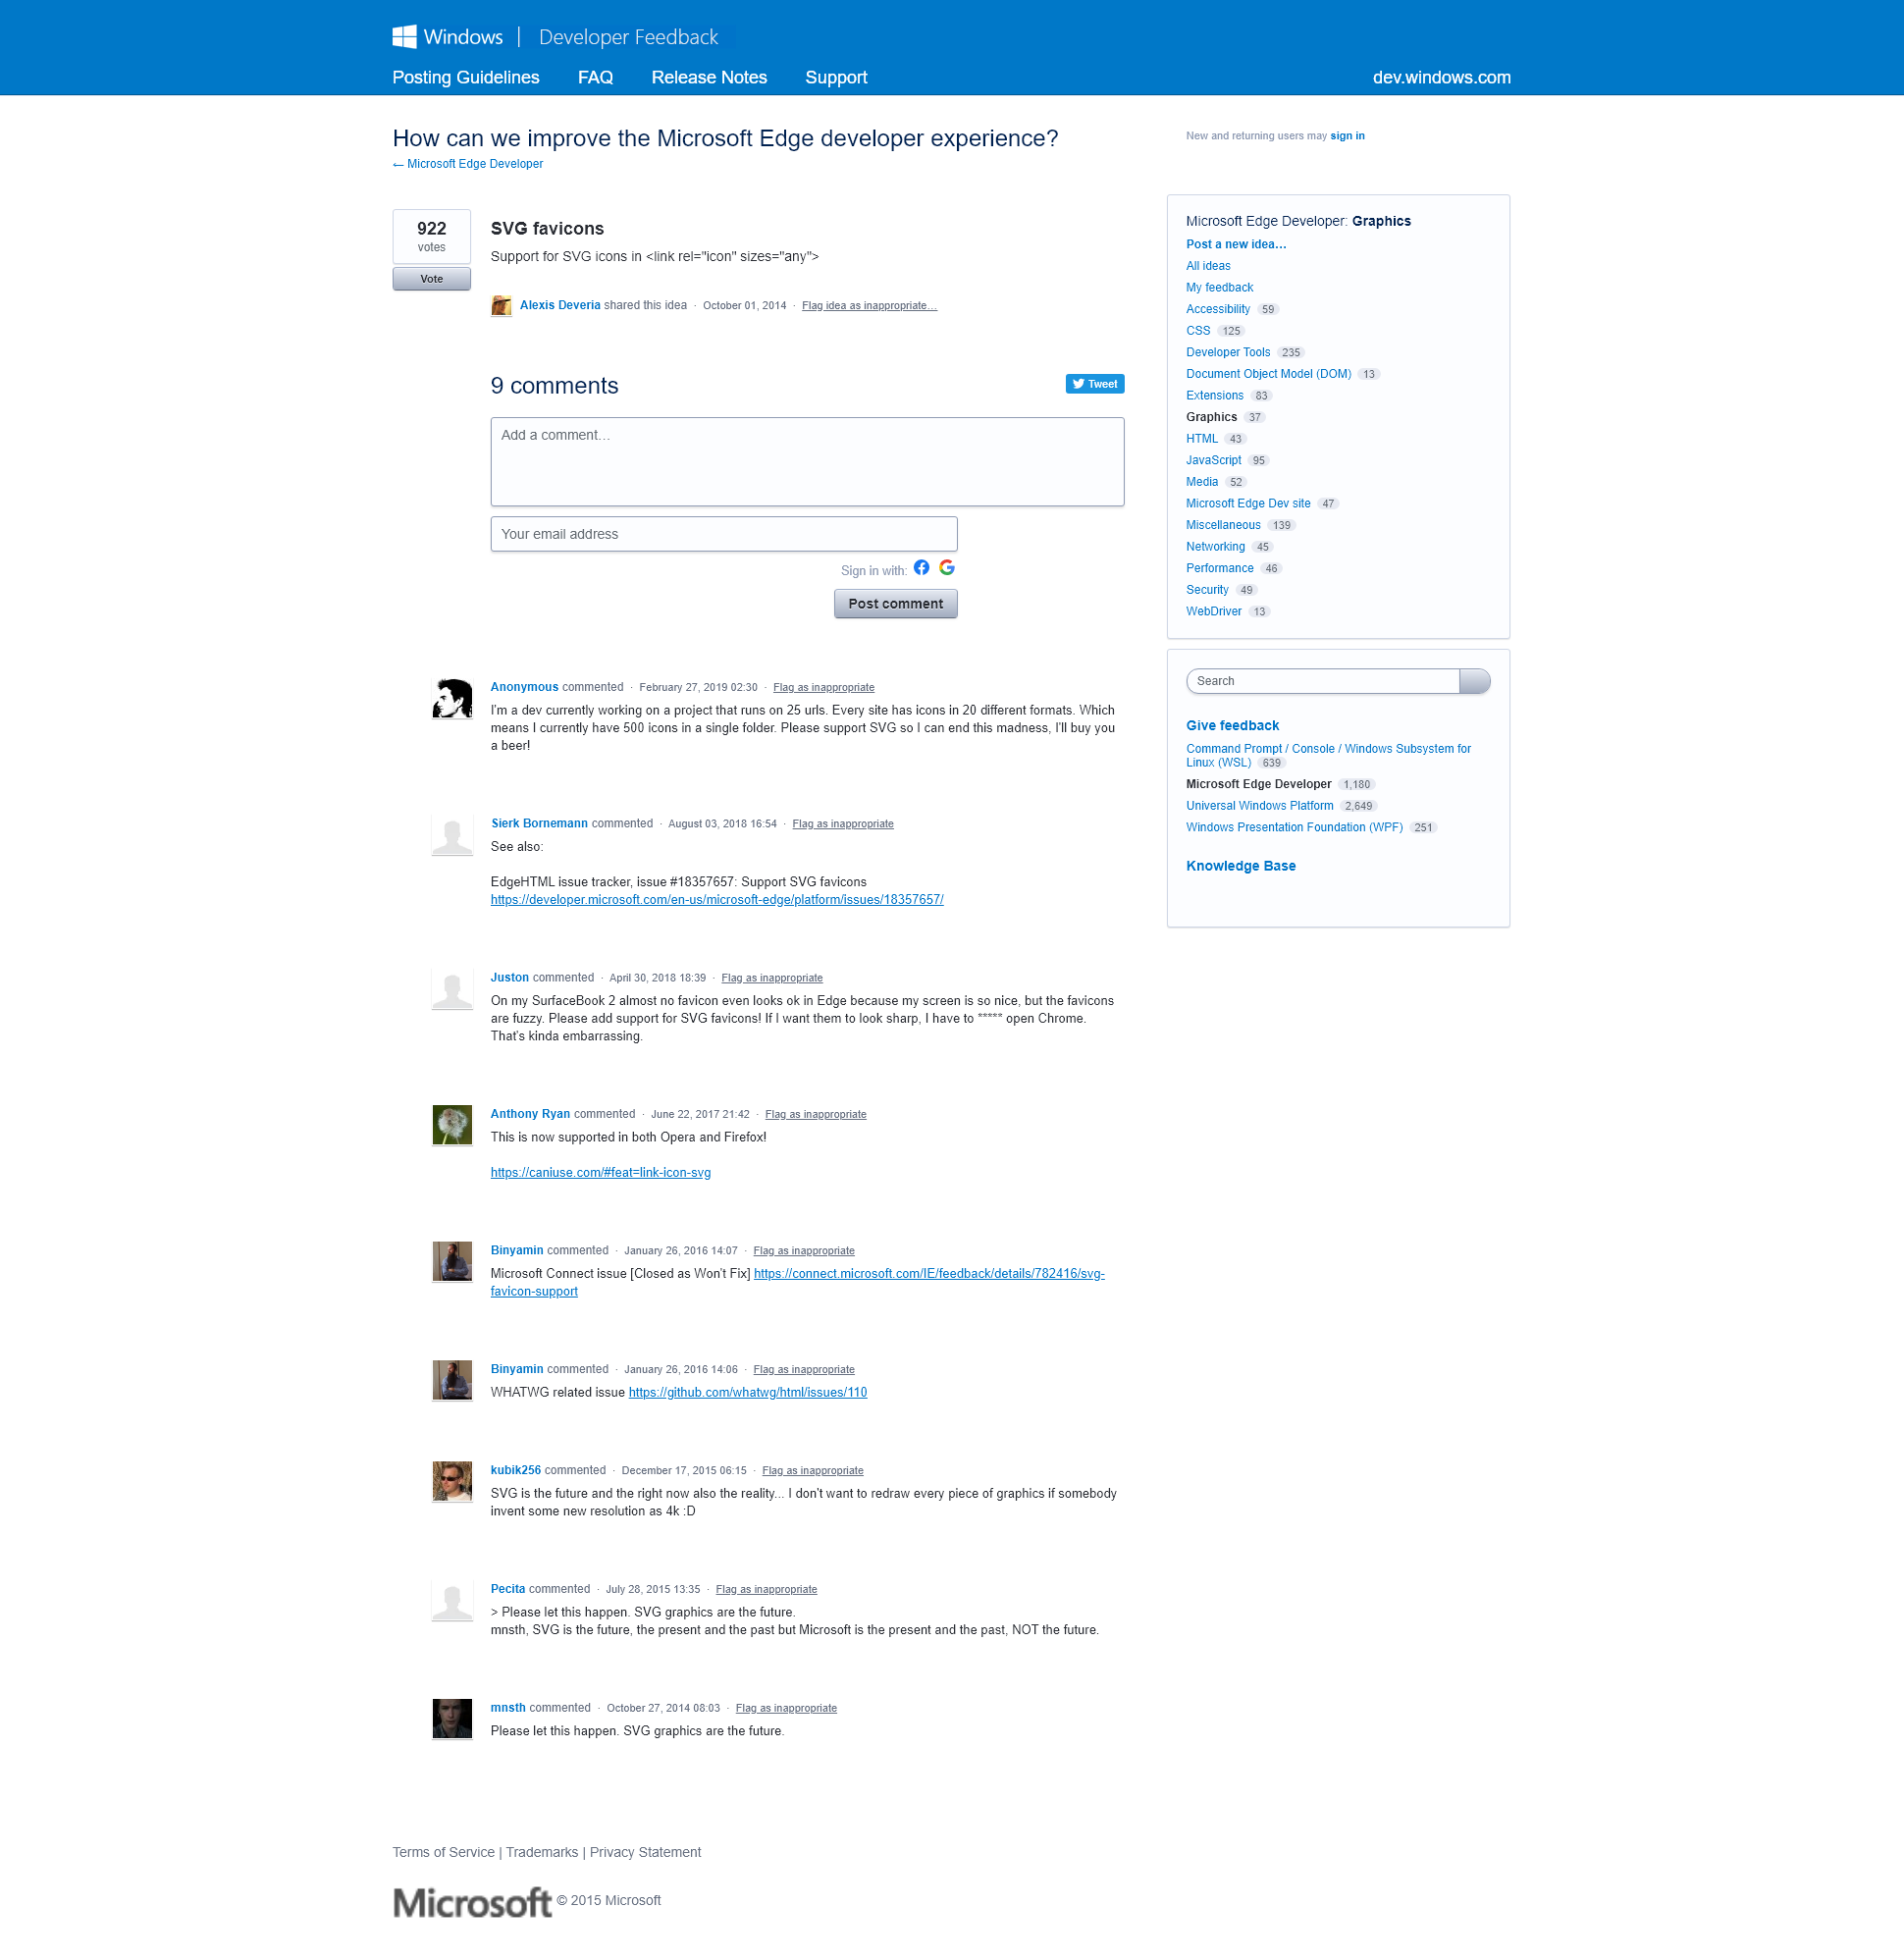 Windows | Developer Feedback
Posting Guidelines FAQ Release Notes Support dev.windows.com
How can we improve the Microsoft Edge developer experience?
← Microsoft Edge Developer
New and returning users may sign in
922
votes
Vote
SVG favicons
Support for SVG icons in <link rel="icon" sizes="any">
Alexis Deveria shared this idea · October 01, 2014 · Flag idea as inappropriate…
9 comments
Tweet
Add a comment…
Your email address
Sign in with:
Post comment
Anonymous commented · February 27, 2019 02:30 · Flag as inappropriate
I'm a dev currently working on a project that runs on 25 urls. Every site has icons in 20 different formats. Which
means I currently have 500 icons in a single folder. Please support SVG so I can end this madness, I'll buy you
a beer!
Sierk Bornemann commented · August 03, 2018 16:54 · Flag as inappropriate
See also:
EdgeHTML issue tracker, issue #18357657: Support SVG favicons
https://developer.microsoft.com/en-us/microsoft-edge/platform/issues/18357657/
Juston commented · April 30, 2018 18:39 · Flag as inappropriate
On my SurfaceBook 2 almost no favicon even looks ok in Edge because my screen is so nice, but the favicons
are fuzzy. Please add support for SVG favicons! If I want them to look sharp, I have to ***** open Chrome.
That's kinda embarrassing.
Anthony Ryan commented · June 22, 2017 21:42 · Flag as inappropriate
This is now supported in both Opera and Firefox!
https://caniuse.com/#feat=link-icon-svg
Binyamin commented · January 26, 2016 14:07 · Flag as inappropriate
Microsoft Connect issue [Closed as Won't Fix] https://connect.microsoft.com/IE/feedback/details/782416/svg-
favicon-support
Binyamin commented · January 26, 2016 14:06 · Flag as inappropriate
WHATWG related issue https://github.com/whatwg/html/issues/110
kubik256 commented · December 17, 2015 06:15 · Flag as inappropriate
SVG is the future and the right now also the reality... I don't want to redraw every piece of graphics if somebody
invent some new resolution as 4k :D
Pecita commented · July 28, 2015 13:35 · Flag as inappropriate
> Please let this happen. SVG graphics are the future.
mnsth, SVG is the future, the present and the past but Microsoft is the present and the past, NOT the future.
mnsth commented · October 27, 2014 08:03 · Flag as inappropriate
Please let this happen. SVG graphics are the future.
Microsoft Edge Developer: Graphics
Post a new idea…
All ideas
My feedback
Accessibility 59
CSS 125
Developer Tools 235
Document Object Model (DOM) 13
Extensions 83
Graphics 37
HTML 43
JavaScript 95
Media 52
Microsoft Edge Dev site 47
Miscellaneous 139
Networking 45
Performance 46
Security 49
WebDriver 13
Search
Give feedback
Command Prompt / Console / Windows Subsystem for
Linux (WSL) 639
Microsoft Edge Developer 1,180
Universal Windows Platform 2,649
Windows Presentation Foundation (WPF) 251
Knowledge Base
Terms of Service | Trademarks | Privacy Statement
Microsoft © 2015 Microsoft